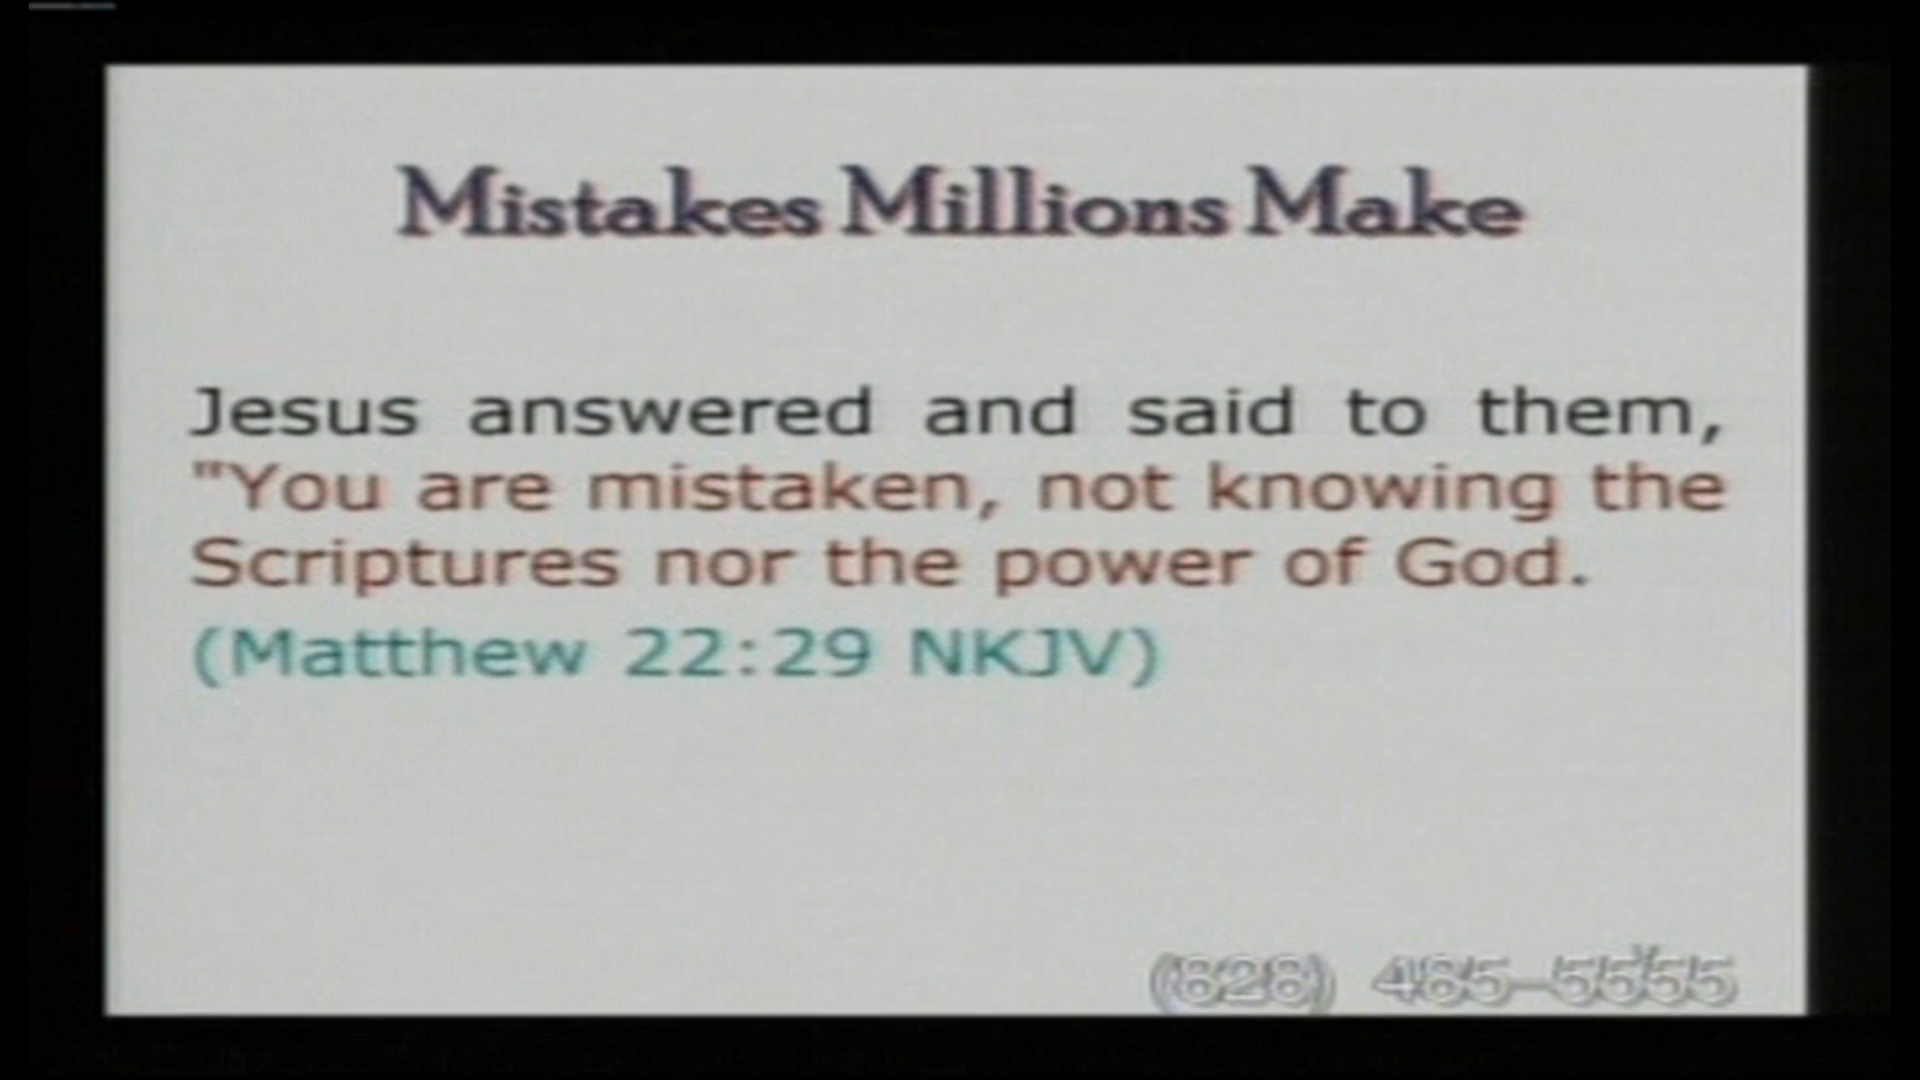 Mistakes Millions Make
Jesus answered and said to them,
"You are mistaken, not knowing the
Scriptures nor the power of God.
(Matthew 22:29 NKJV)
(828) 465-5555